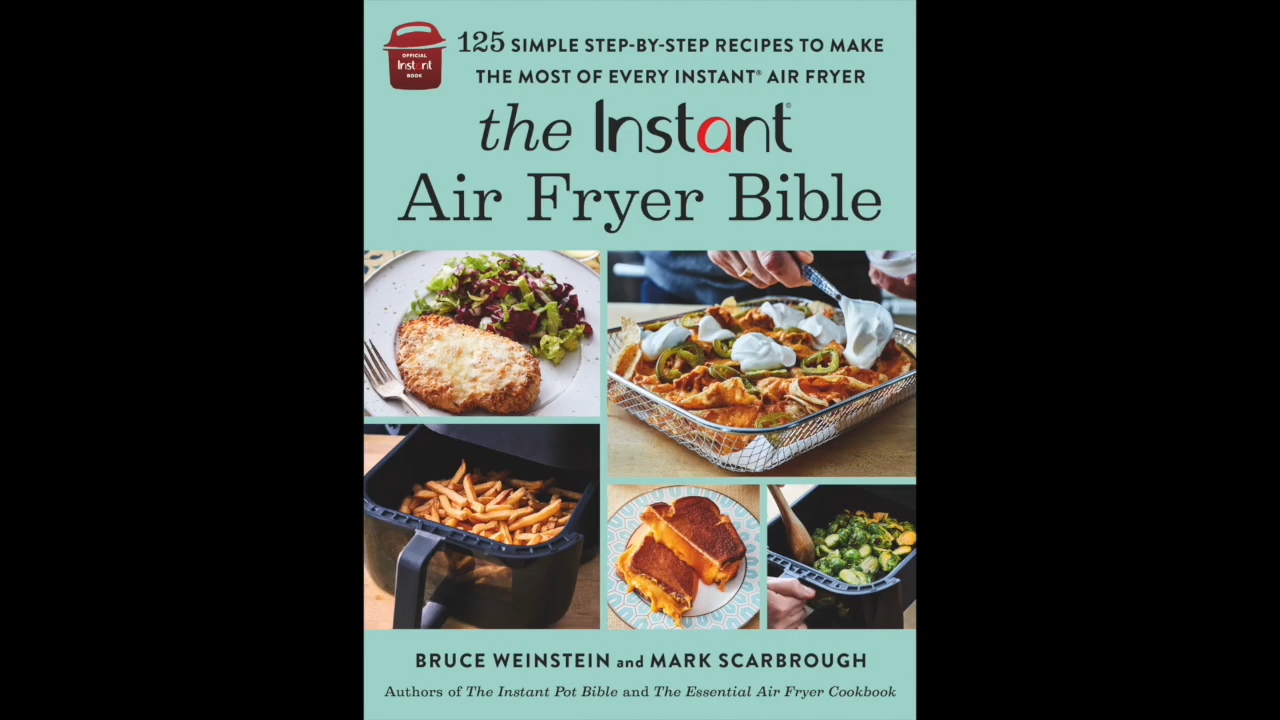 OFFICIAL
Instant
BOOK
125 SIMPLE STEP-BY-STEP RECIPES TO MAKE
THE MOST OF EVERY INSTANT® AIR FRYER
the Instant®
Air Fryer Bible
BRUCE WEINSTEIN and MARK SCARBROUGH
Authors of The Instant Pot Bible and The Essential Air Fryer Cookbook